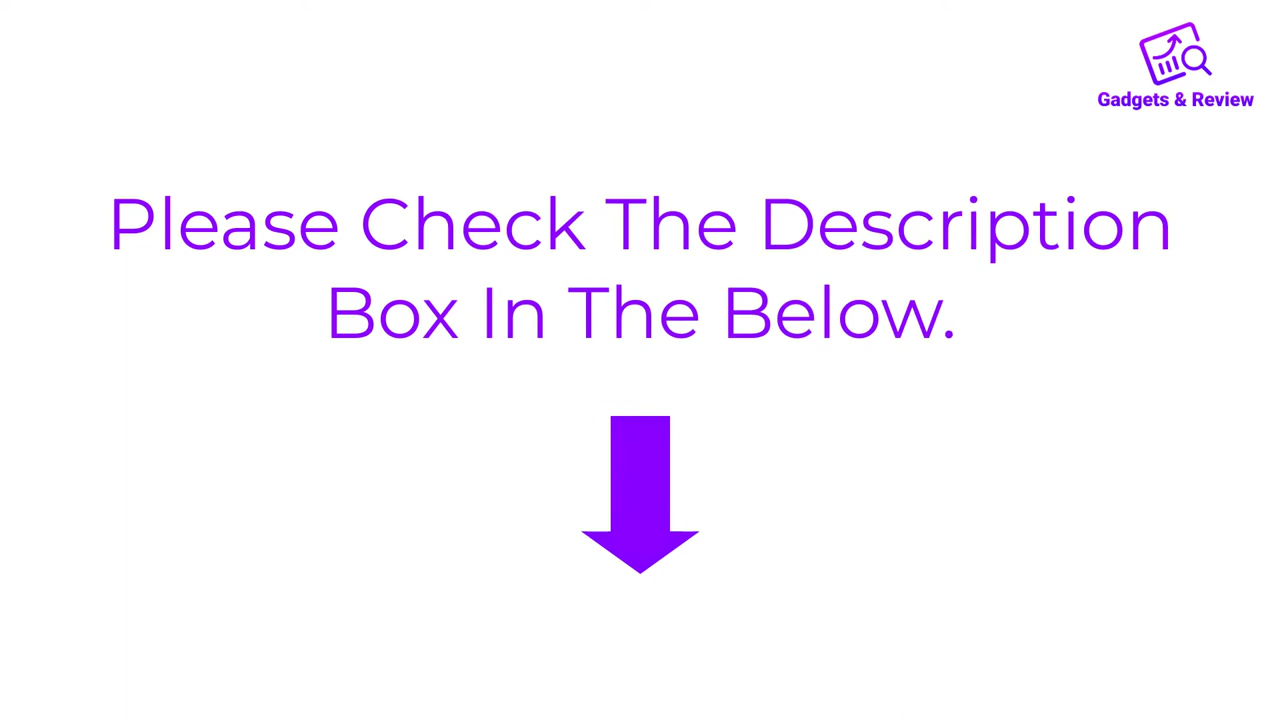 Gadgets & Review
Please Check The Description
Box In The Below.